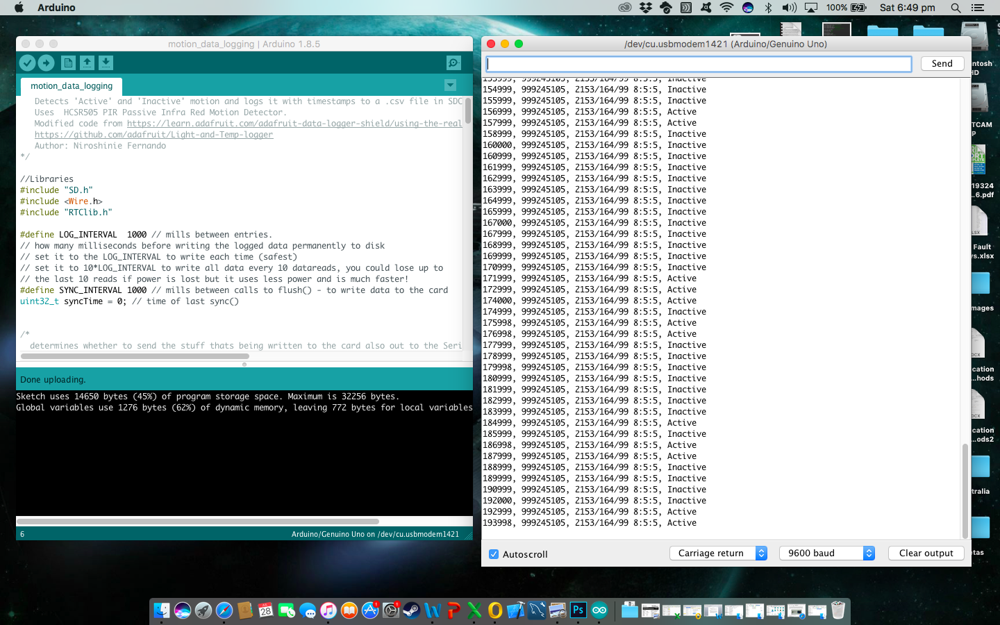 Arduino
100%
Sat 6:49 pm
motion_data_logging | Arduino 1.8.5
motion_data_logging
Detects 'Active' and 'Inactive' motion and logs it with timestamps to a .csv file in SDC
Uses  HCSR505 PIR Passive Infra Red Motion Detector.
Modified code from https://learn.adafruit.com/adafruit-data-logger-shield/using-the-real
https://github.com/adafruit/Light-and-Temp-logger
Author: Niroshinie Fernando
*/
//Libraries
#include "SD.h"
#include <Wire.h>
#include "RTClib.h"
#define LOG_INTERVAL  1000 // mills between entries.
// how many milliseconds before writing the logged data permanently to disk
// set it to the LOG_INTERVAL to write each time (safest)
// set it to 10*LOG_INTERVAL to write all data every 10 datareads, you could lose up to
// the last 10 reads if power is lost but it uses less power and is much faster!
#define SYNC_INTERVAL 1000 // mills between calls to flush() - to write data to the card
uint32_t syncTime = 0; // time of last sync()
/*
determines whether to send the stuff thats being written to the card also out to the Seri
Done uploading.
Sketch uses 14650 bytes (45%) of program storage space. Maximum is 32256 bytes.
Global variables use 1276 bytes (62%) of dynamic memory, leaving 772 bytes for local variables
6
Arduino/Genuino Uno on /dev/cu.usbmodem1421
/dev/cu.usbmodem1421 (Arduino/Genuino Uno)
Send
153999, 999245105, 2153/164/99 8:5:5, Inactive
154999, 999245105, 2153/164/99 8:5:5, Inactive
155999, 999245105, 2153/164/99 8:5:5, Inactive
156999, 999245105, 2153/164/99 8:5:5, Active
157999, 999245105, 2153/164/99 8:5:5, Active
158999, 999245105, 2153/164/99 8:5:5, Inactive
160000, 999245105, 2153/164/99 8:5:5, Inactive
160999, 999245105, 2153/164/99 8:5:5, Inactive
161999, 999245105, 2153/164/99 8:5:5, Inactive
162999, 999245105, 2153/164/99 8:5:5, Inactive
163999, 999245105, 2153/164/99 8:5:5, Inactive
164999, 999245105, 2153/164/99 8:5:5, Inactive
165999, 999245105, 2153/164/99 8:5:5, Inactive
167000, 999245105, 2153/164/99 8:5:5, Inactive
167999, 999245105, 2153/164/99 8:5:5, Inactive
168999, 999245105, 2153/164/99 8:5:5, Inactive
169999, 999245105, 2153/164/99 8:5:5, Inactive
170999, 999245105, 2153/164/99 8:5:5, Inactive
171999, 999245105, 2153/164/99 8:5:5, Active
172999, 999245105, 2153/164/99 8:5:5, Active
174000, 999245105, 2153/164/99 8:5:5, Active
174999, 999245105, 2153/164/99 8:5:5, Inactive
175998, 999245105, 2153/164/99 8:5:5, Active
176998, 999245105, 2153/164/99 8:5:5, Active
177999, 999245105, 2153/164/99 8:5:5, Inactive
178999, 999245105, 2153/164/99 8:5:5, Inactive
179998, 999245105, 2153/164/99 8:5:5, Inactive
180999, 999245105, 2153/164/99 8:5:5, Inactive
181999, 999245105, 2153/164/99 8:5:5, Inactive
182999, 999245105, 2153/164/99 8:5:5, Inactive
183999, 999245105, 2153/164/99 8:5:5, Inactive
184999, 999245105, 2153/164/99 8:5:5, Active
185999, 999245105, 2153/164/99 8:5:5, Inactive
186998, 999245105, 2153/164/99 8:5:5, Active
187999, 999245105, 2153/164/99 8:5:5, Active
188999, 999245105, 2153/164/99 8:5:5, Inactive
189999, 999245105, 2153/164/99 8:5:5, Inactive
190999, 999245105, 2153/164/99 8:5:5, Inactive
192000, 999245105, 2153/164/99 8:5:5, Inactive
192999, 999245105, 2153/164/99 8:5:5, Active
193998, 999245105, 2153/164/99 8:5:5, Active
Autoscroll
Carriage return
9600 baud
Clear output
ntosh
HD
TCAM
P
19324
...6.pdf
Fault
ys.xlsx
mages
cation
...hods
cation
...ods2
tralia
tas
JUL
28